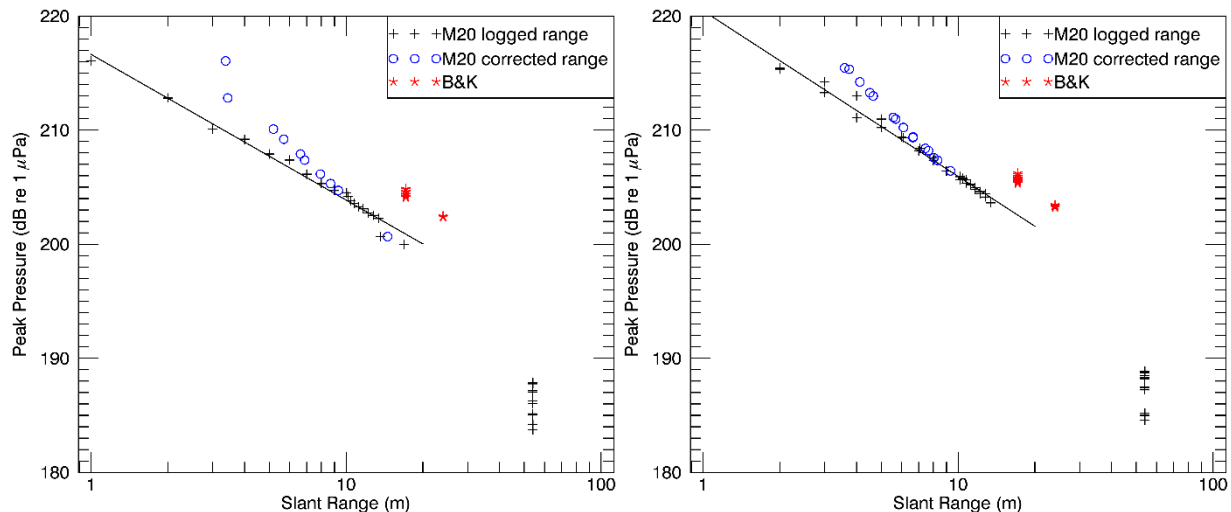 220
210
200
190
180
Peak Pressure (dB re 1 μPa)
M20 logged range
M20 corrected range
B&K
1
10
100
Slant Range (m)
220
210
200
190
180
Peak Pressure (dB re 1 μPa)
M20 logged range
M20 corrected range
B&K
1
10
100
Slant Range (m)